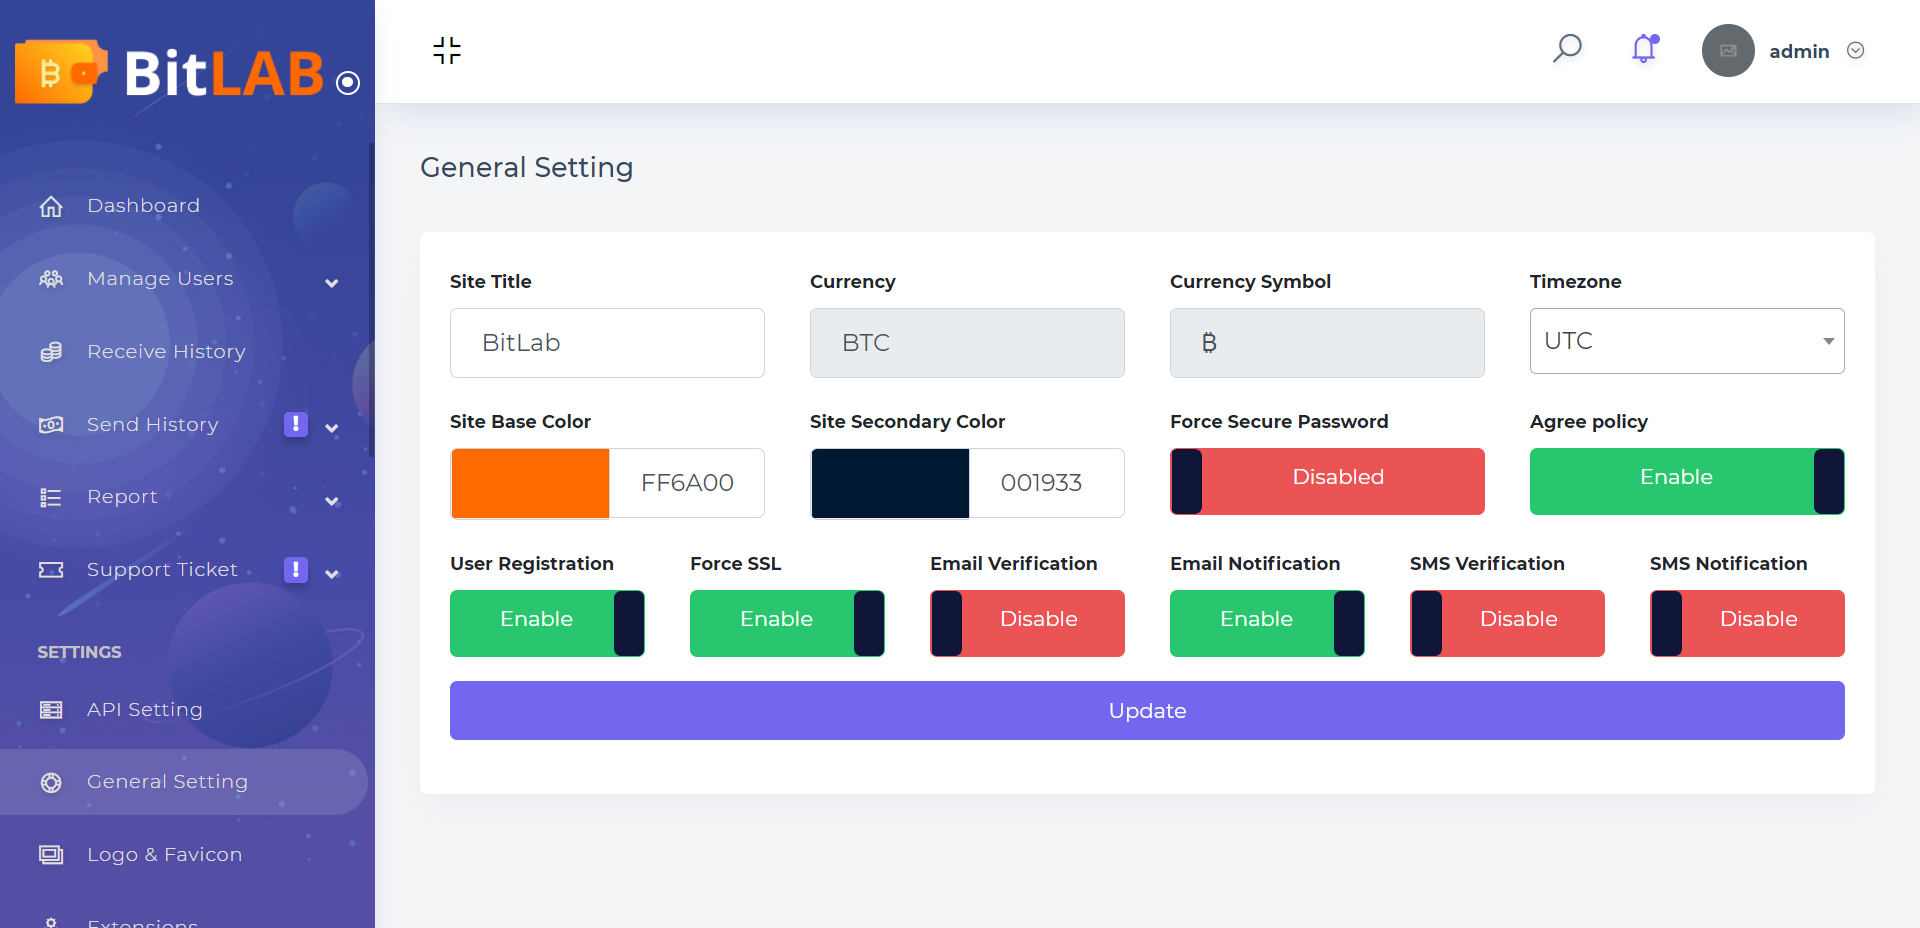 BitLAB
admin
Dashboard
Manage Users
Receive History
Send History !
Report
Support Ticket !
SETTINGS
API Setting
General Setting
Logo & Favicon
Extensions
General Setting
Site Title Currency Currency Symbol Timezone
BitLab BTC ₿ UTC
Site Base Color Site Secondary Color Force Secure Password Agree policy
FF6A00 001933 Disabled Enable
User Registration Force SSL Email Verification Email Notification SMS Verification SMS Notification
Enable Enable Disable Enable Disable Disable
Update